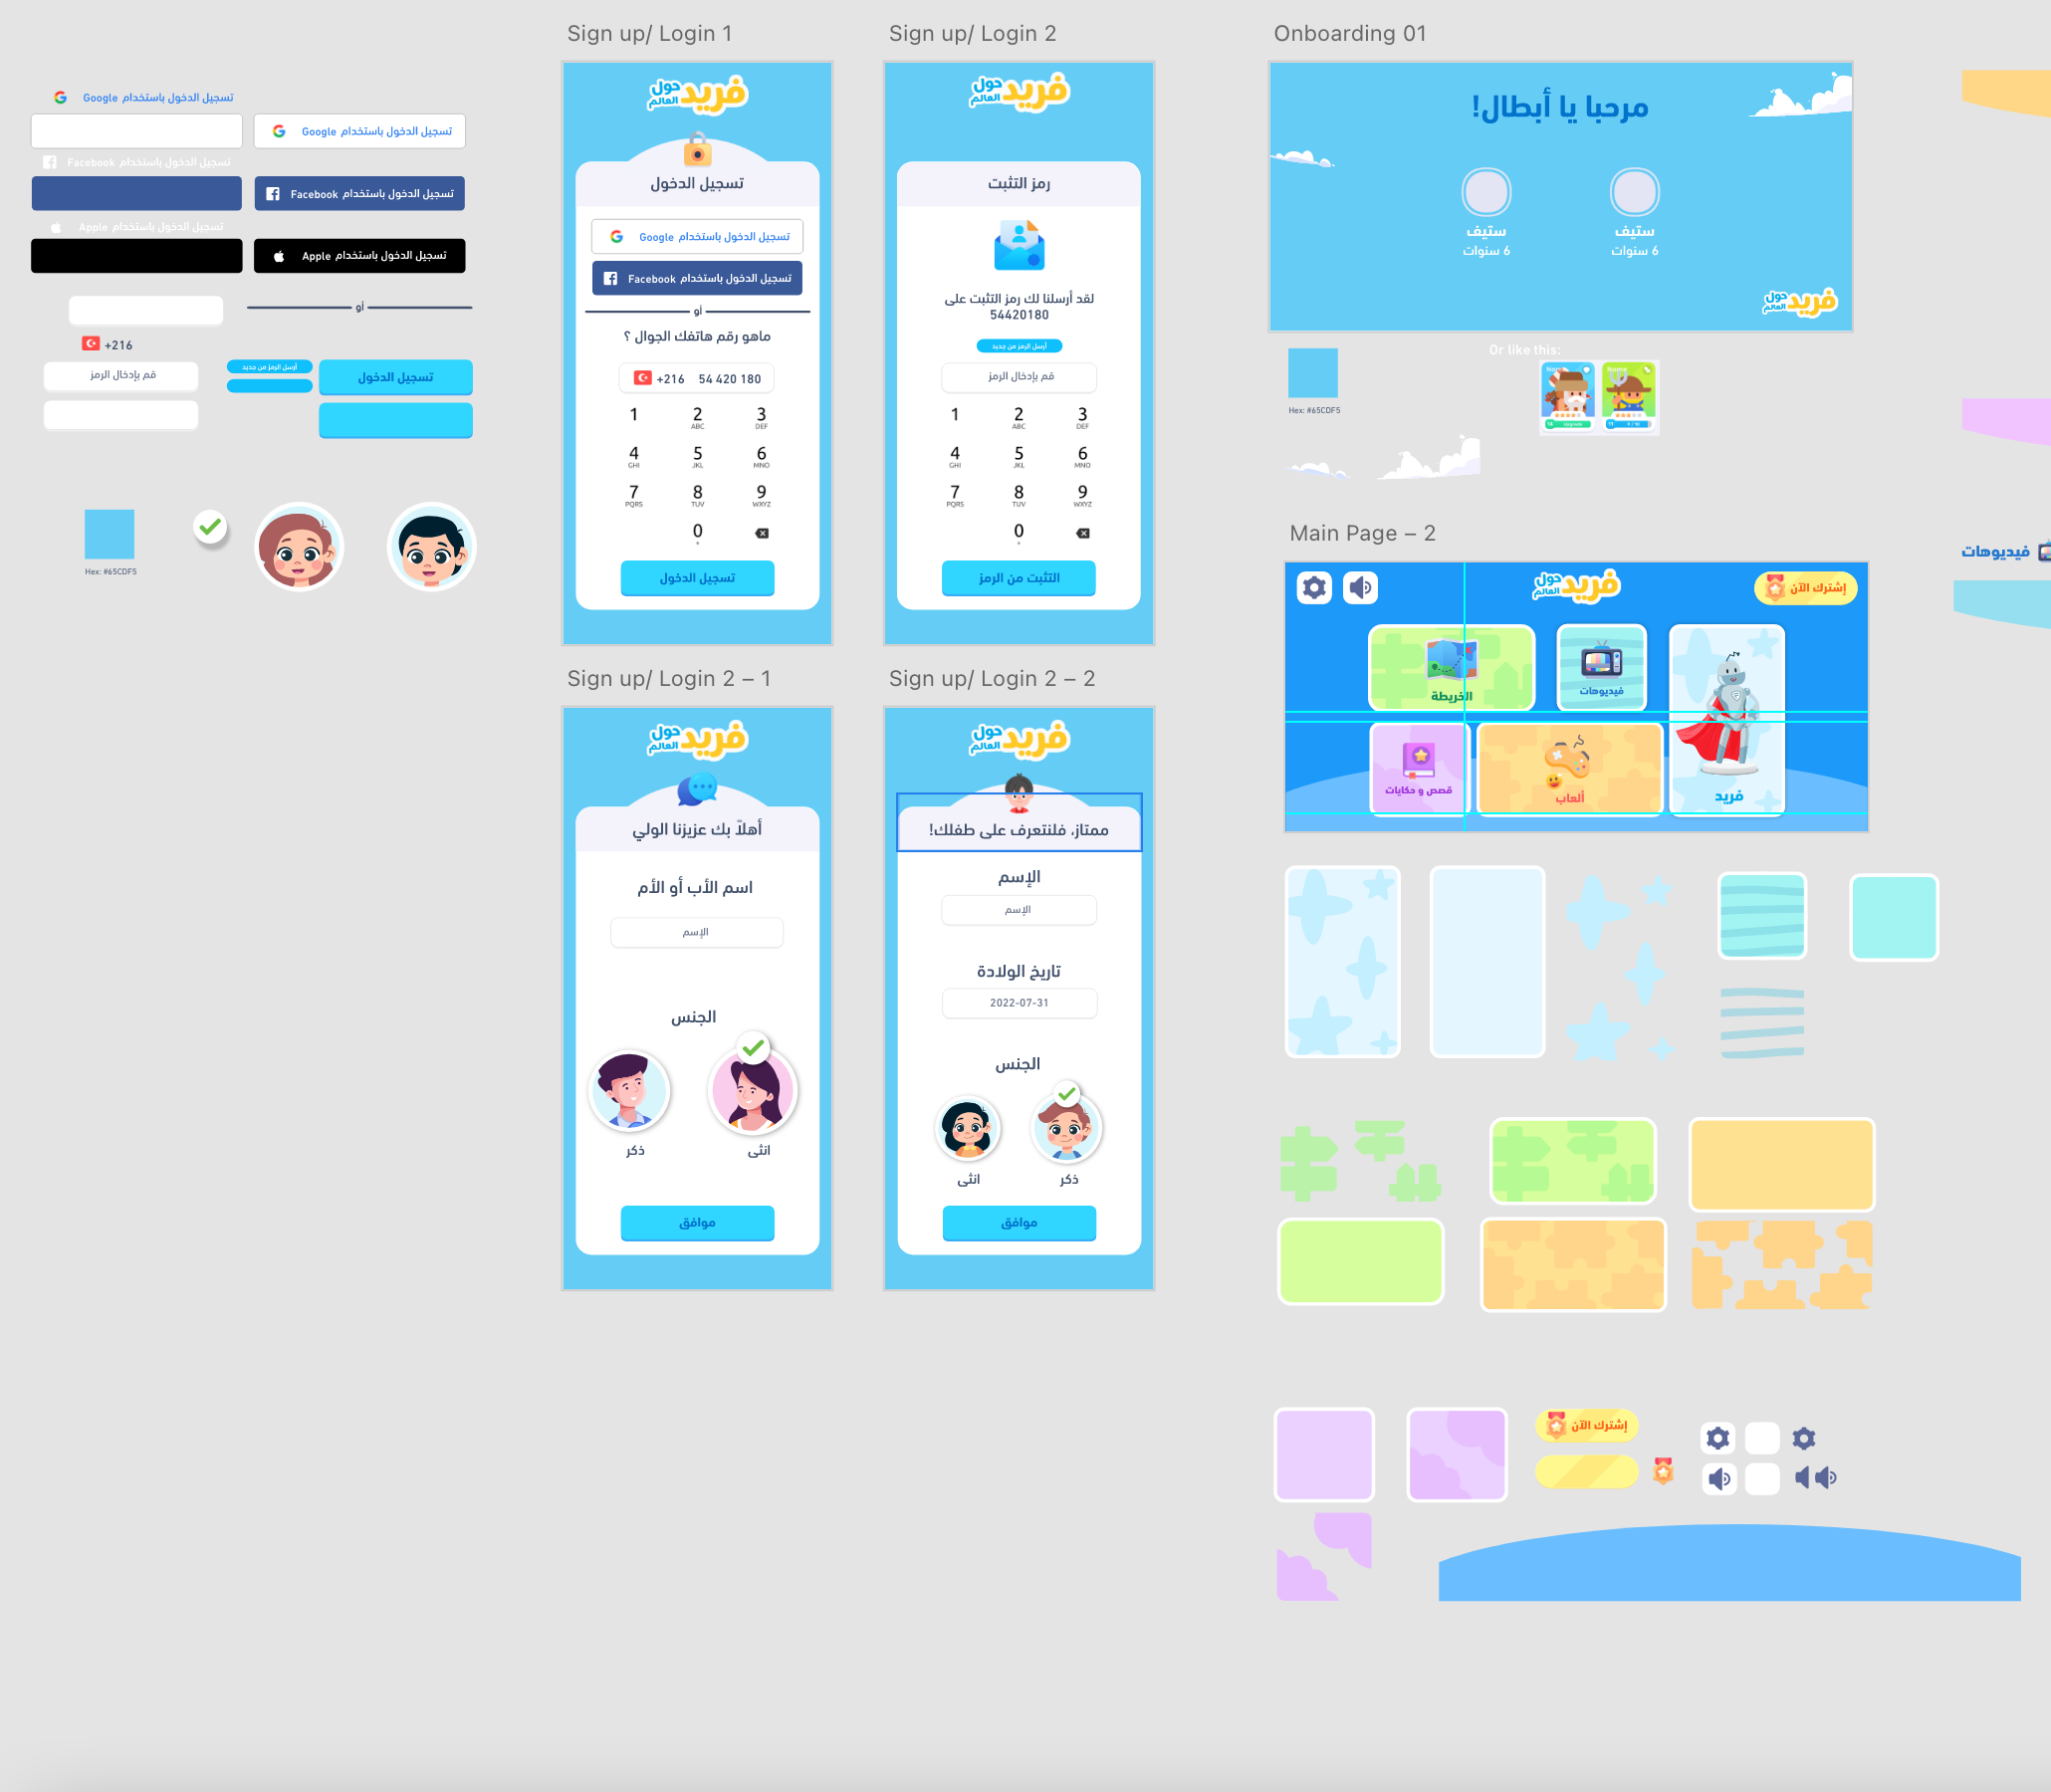 Sign up/ Login 1
Sign up/ Login 2
Onboarding 01
تسجيل الدخول باستخدام Google
تسجيل الدخول باستخدام Google
تسجيل الدخول باستخدام Facebook
تسجيل الدخول باستخدام Facebook
تسجيل الدخول باستخدام Apple
تسجيل الدخول باستخدام Apple
أو
+216
قم بإدخال الرمز
أرسل الرمز من جديد
تسجيل الدخول
Hex: #65CDF5
فريد حول العالم
تسجيل الدخول
تسجيل الدخول باستخدام Google
تسجيل الدخول باستخدام Facebook
أو
ماهو رقم هاتفك الجوال ؟
+216 54 420 180
1 2 3
ABC DEF
4 5 6
GHI JKL MNO
7 8 9
PQRS TUV WXYZ
0
+
تسجيل الدخول
فريد حول العالم
رمز التثبت
لقد أرسلنا لك رمز التثبت على
54420180
أرسل الرمز من جديد
قم بإدخال الرمز
1 2 3
ABC DEF
4 5 6
GHI JKL MNO
7 8 9
PQRS TUV WXYZ
0
+
التثبت من الرمز
مرحبا يا أبطال!
ستيف
6 سنوات
ستيف
6 سنوات
فريد حول العالم
Or like this:
Hex: #65CDF5
Main Page – 2
إشترك الآن
فريد حول العالم
الخريطة
فيديوهات
قصص و حكايات
ألعاب
فريد
فيديوهات
Sign up/ Login 2 – 1
Sign up/ Login 2 – 2
فريد حول العالم
أهلاً بك عزيزنا الولي
اسم الأب أو الأم
الإسم
الجنس
انثى
ذكر
موافق
فريد حول العالم
ممتاز، فلنتعرف على طفلك!
الإسم
الإسم
تاريخ الولادة
2022-07-31
الجنس
ذكر
انثى
موافق
إشترك الآن